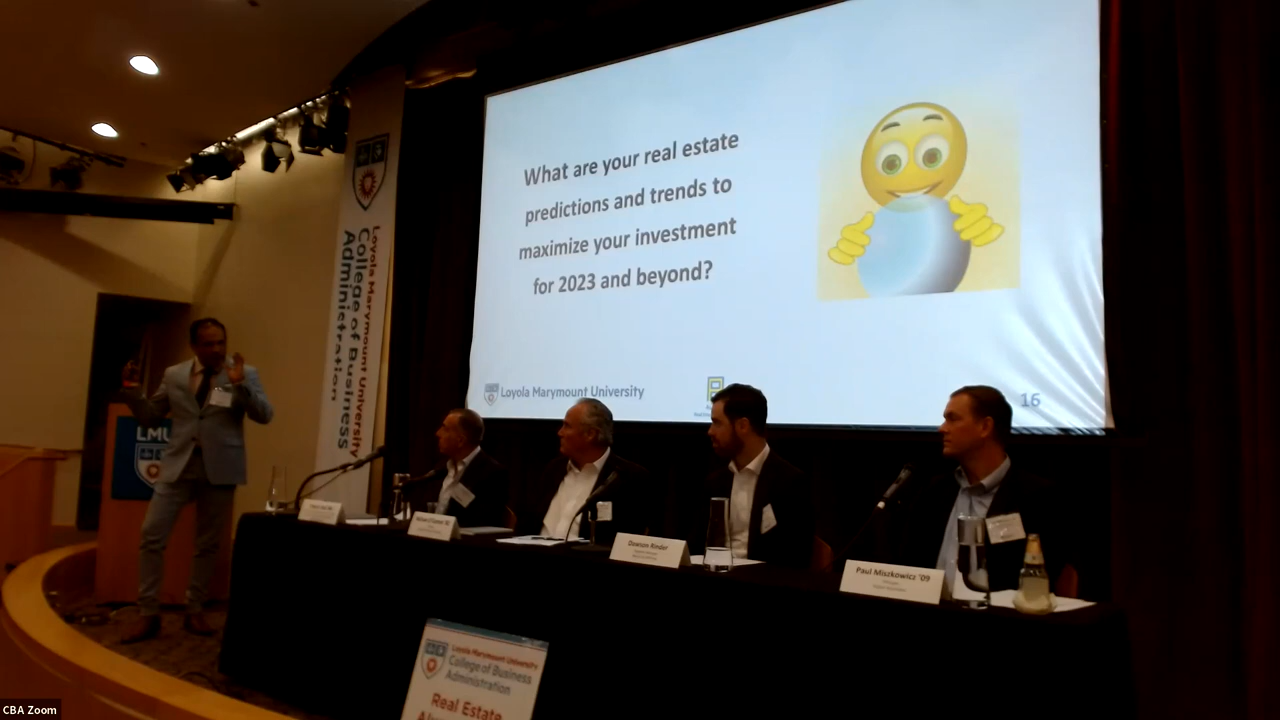 What are your real estate
predictions and trends to
maximize your investment
for 2023 and beyond?
Loyola Marymount University
16
Loyola Marymount University
College of Business
Administration
LMU
Dawson Rinder
Paul Miszkowicz '09
Loyola Marymount University
College of Business
Administration
Real Estate
CBA Zoom